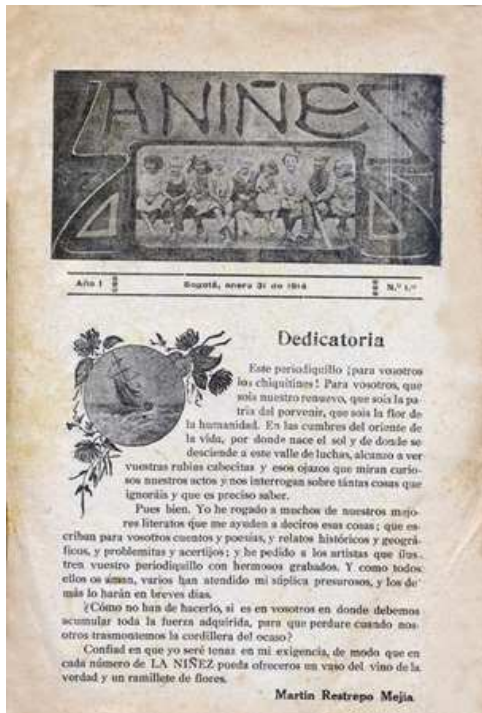 LA NIÑEZ
Año I
Bogotá, enero 31 de 1914
N.º 1.º
Dedicatoria
Este periodiquillo ¡para vosotros
los chiquitines! Para vosotros, que
sois nuestro renuevo, que sois la pa-
tria del porvenir, que sois la flor de
la humanidad. En las cumbres del oriente de
la vida, por donde nace el sol y de donde se
desciende a este valle de luchas, alcanzo a ver
vuestras rubias cabecitas y esos ojazos que miran curio-
sos nuestros actos y nos interrogan sobre tántas cosas que
ignoráis y que es preciso saber.
Pues bien. Yo he rogado a muchos de nuestros mejo-
res literatos que me ayuden a deciros esas cosas; que es-
criban para vosotros cuentos y poesías, y relatos históricos y geográ-
ficos, y problemitas y acertijos; y he pedido a los artistas que ilus-
tren vuestro periodiquillo con hermosos grabados. Y como todos
ellos os aman, varios han atendido mi súplica presurosos, y los de-
más lo harán en breves días.
¿Cómo no han de hacerlo, si es en vosotros en donde debemos
acumular toda la fuerza adquirida, para que perdure cuando nos-
otros trasmontemos la cordillera del ocaso?
Confiad en que yo seré tenaz en mi exigencia, de modo que en
cada número de LA NIÑEZ pueda ofreceros un vaso del vino de la
verdad y un ramillete de flores.
Martín Restrepo Mejía